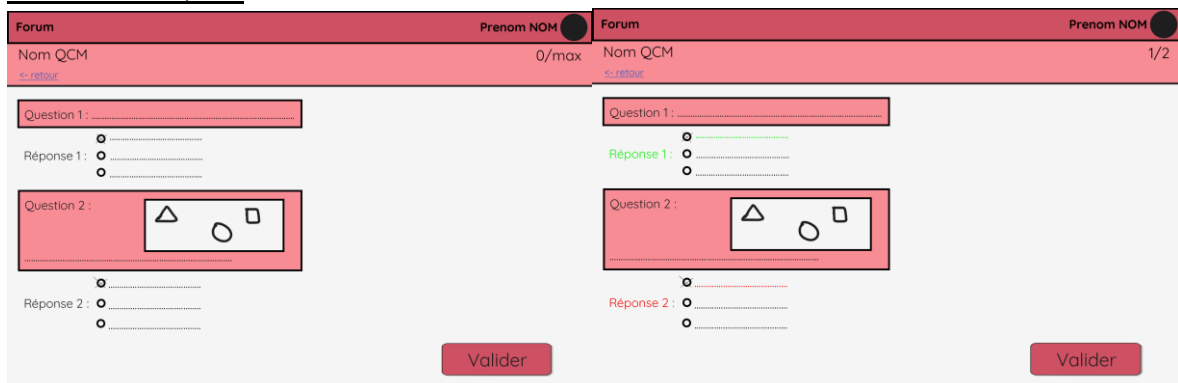 Forum Prenom NOM
Nom QCM 0/max
<- retour
Question 1 : ................................................
Réponse 1 : ................................
................................
................................
Question 2 :
................................................
Réponse 2 : ................................
................................
................................
Valider
Forum Prenom NOM
Nom QCM 1/2
<- retour
Question 1 : ................................................
Réponse 1 : ................................
................................
................................
Question 2 :
................................................
Réponse 2 : ................................
................................
................................
Valider